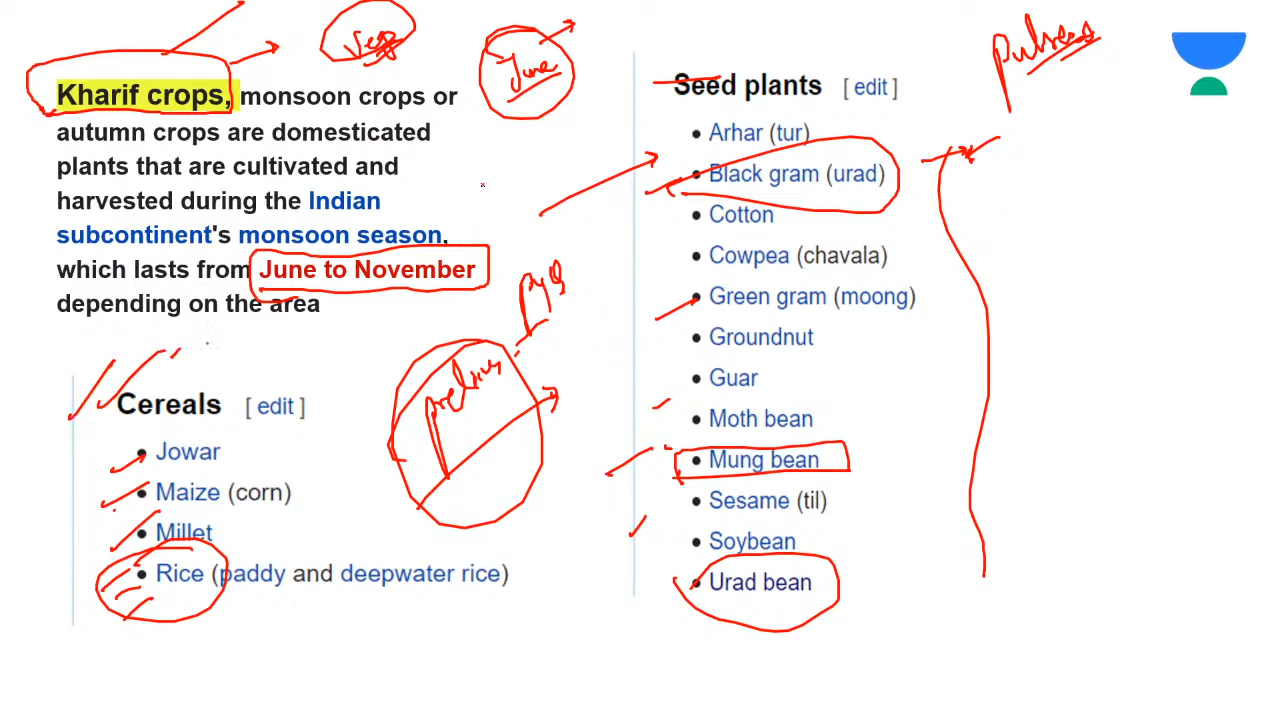 Kharif crops, monsoon crops or
autumn crops are domesticated
plants that are cultivated and
harvested during the Indian
subcontinent's monsoon season,
which lasts from June to November
depending on the area
June
PYQ
prelims
Cereals [ edit ]
• Jowar
• Maize (corn)
• Millet
• Rice (paddy and deepwater rice)
Seed plants [ edit ]
• Arhar (tur)
• Black gram (urad)
• Cotton
• Cowpea (chavala)
• Green gram (moong)
• Groundnut
• Guar
• Moth bean
• Mung bean
• Sesame (til)
• Soybean
• Urad bean
pulses